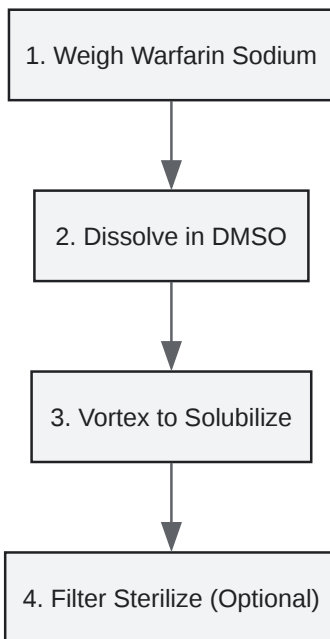 1. Weigh Warfarin Sodium
2. Dissolve in DMSO
3. Vortex to Solubilize
4. Filter Sterilize (Optional)